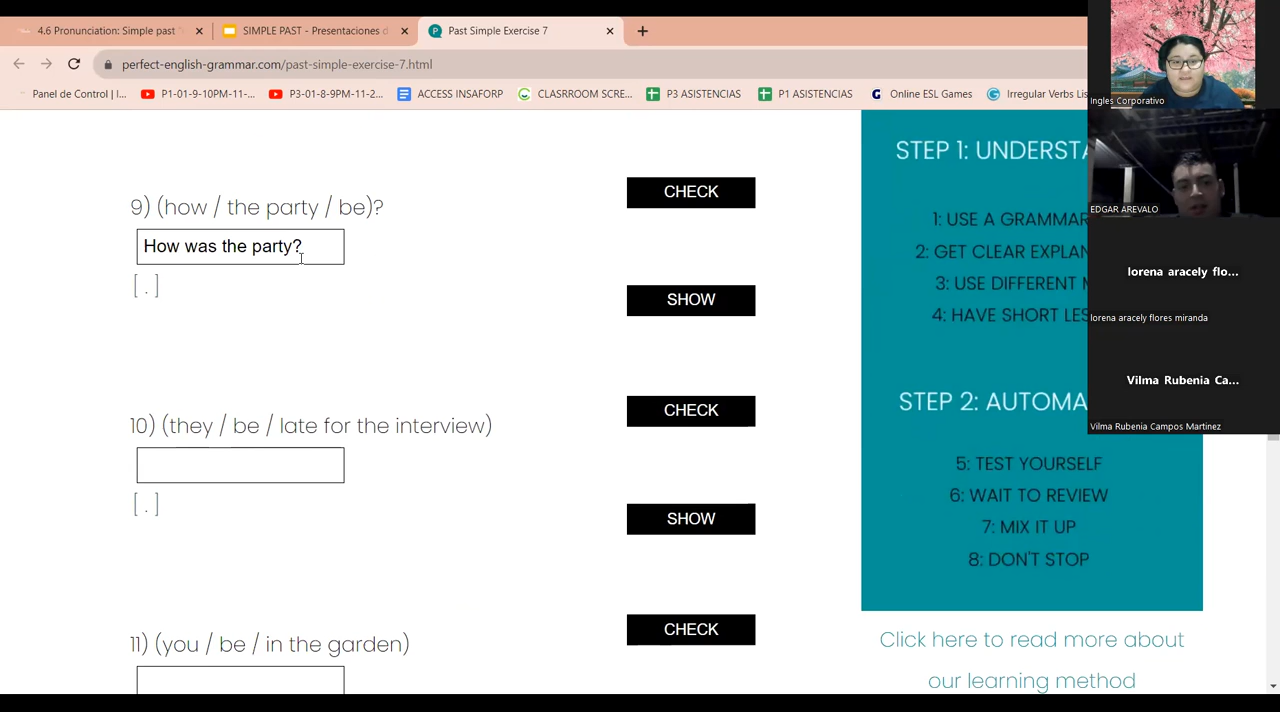 4.6 Pronunciation: Simple past
SIMPLE PAST - Presentaciones d
Past Simple Exercise 7
perfect-english-grammar.com/past-simple-exercise-7.html
Panel de Control | I...
P1-01-9-10PM-11-...
P3-01-8-9PM-11-2...
ACCESS INSAFORP
CLASRROOM SCRE...
P3 ASISTENCIAS
P1 ASISTENCIAS
Online ESL Games
Irregular Verbs Lis
Ingles Corporativo
EDGAR AREVALO
lorena aracely flo...
lorena aracely flores miranda
Vilma Rubenia Ca...
Vilma Rubenia Campos Martinez
9) (how / the party / be)?
How was the party?
[ . ]
CHECK
SHOW
10) (they / be / late for the interview)
[ . ]
CHECK
SHOW
11) (you / be / in the garden)
CHECK
STEP 1: UNDERSTA
1: USE A GRAMMAR
2: GET CLEAR EXPLAN
3: USE DIFFERENT M
4: HAVE SHORT LES
STEP 2: AUTOMA
5: TEST YOURSELF
6: WAIT TO REVIEW
7: MIX IT UP
8: DON'T STOP
Click here to read more about
our learning method